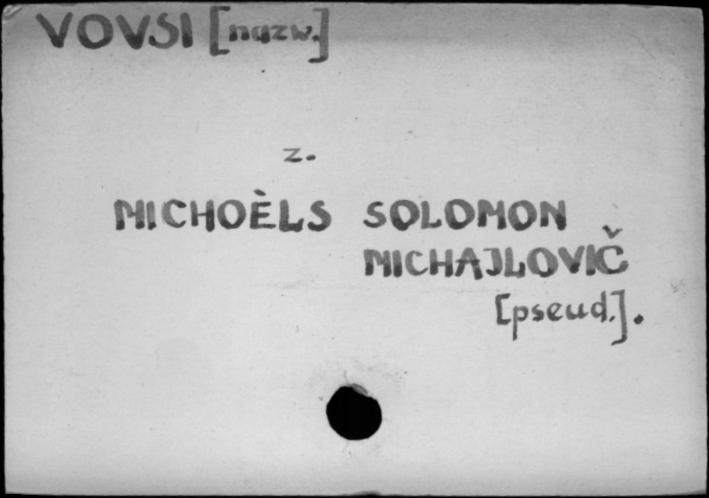 VOVSI [nazw.]
z.
MICHOÈLS SOLOMON
MICHAJLOVIČ
[pseud.].